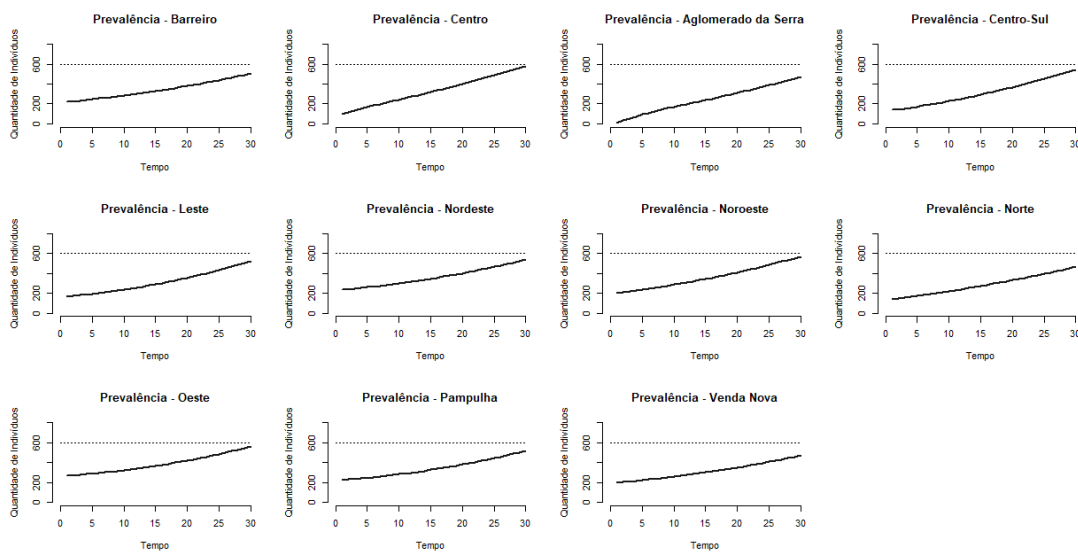 Prevalência - Barreiro
Quantidade de Indivíduos
0 200 600
0 5 10 15 20 25 30
Tempo
Prevalência - Centro
Quantidade de Indivíduos
0 200 600
0 5 10 15 20 25 30
Tempo
Prevalência - Aglomerado da Serra
Quantidade de Indivíduos
0 200 600
0 5 10 15 20 25 30
Tempo
Prevalência - Centro-Sul
Quantidade de Indivíduos
0 200 600
0 5 10 15 20 25 30
Tempo
Prevalência - Leste
Quantidade de Indivíduos
0 200 600
0 5 10 15 20 25 30
Tempo
Prevalência - Nordeste
Quantidade de Indivíduos
0 200 600
0 5 10 15 20 25 30
Tempo
Prevalência - Noroeste
Quantidade de Indivíduos
0 200 600
0 5 10 15 20 25 30
Tempo
Prevalência - Norte
Quantidade de Indivíduos
0 200 600
0 5 10 15 20 25 30
Tempo
Prevalência - Oeste
Quantidade de Indivíduos
0 200 600
0 5 10 15 20 25 30
Tempo
Prevalência - Pampulha
Quantidade de Indivíduos
0 200 600
0 5 10 15 20 25 30
Tempo
Prevalência - Venda Nova
Quantidade de Indivíduos
0 200 600
0 5 10 15 20 25 30
Tempo